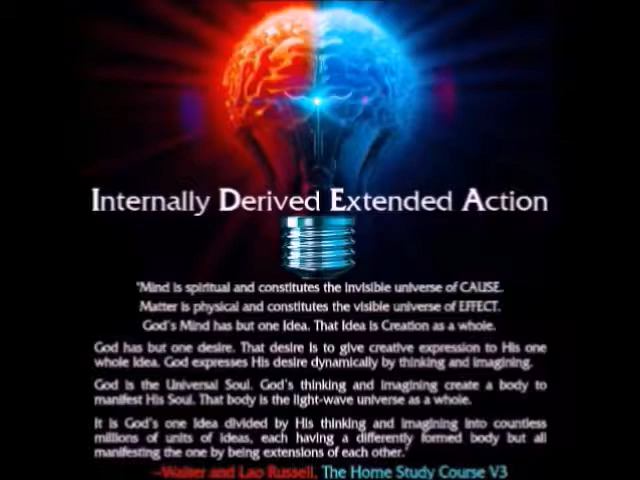 Internally Derived Extended Action
"Mind is spiritual and constitutes the invisible universe of CAUSE.
Matter is physical and constitutes the visible universe of EFFECT.
God's Mind has but one Idea. That Idea is Creation as a whole.
God has but one desire. That desire is to give creative expression to His one
whole Idea. God expresses His desire dynamically by thinking and imagining.
God is the Universal Soul. God's thinking and imagining create a body to
manifest His Soul. That body is the light-wave universe as a whole.
It is God's one Idea divided by His thinking and imagining into countless
millions of units of ideas, each having a differently formed body but all
manifesting the one by being extensions of each other."
~Walter and Lao Russell, The Home Study Course V3